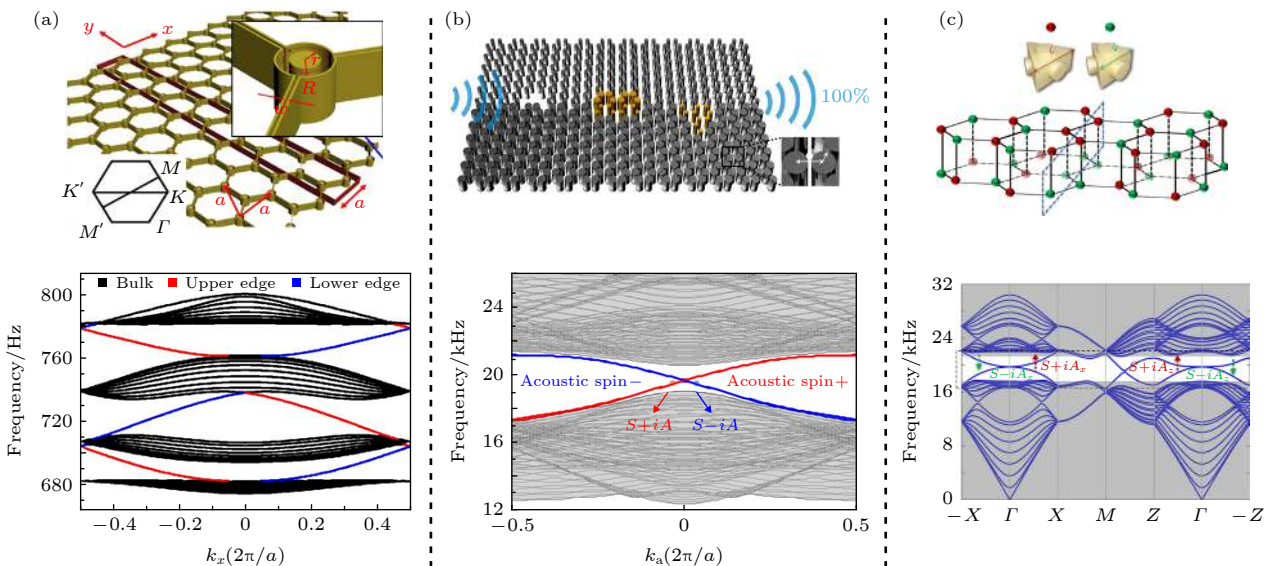 (a)
y
x
r
R
w
M
K′
K
a
a
a
M′
Γ
Bulk
Upper edge
Lower edge
Frequency/Hz
800
760
720
680
−0.4
−0.2
0
0.2
0.4
kx(2π/a)
(b)
100%
Frequency/kHz
24
20
16
12
Acoustic spin−
Acoustic spin+
S+iA
S−iA
−0.5
0
0.5
ka(2π/a)
(c)
Frequency/kHz
32
24
16
8
0
S−iAz
S+iAx
S+iAz
S−iAz
−X
Γ
X
M
Z
Γ
−Z